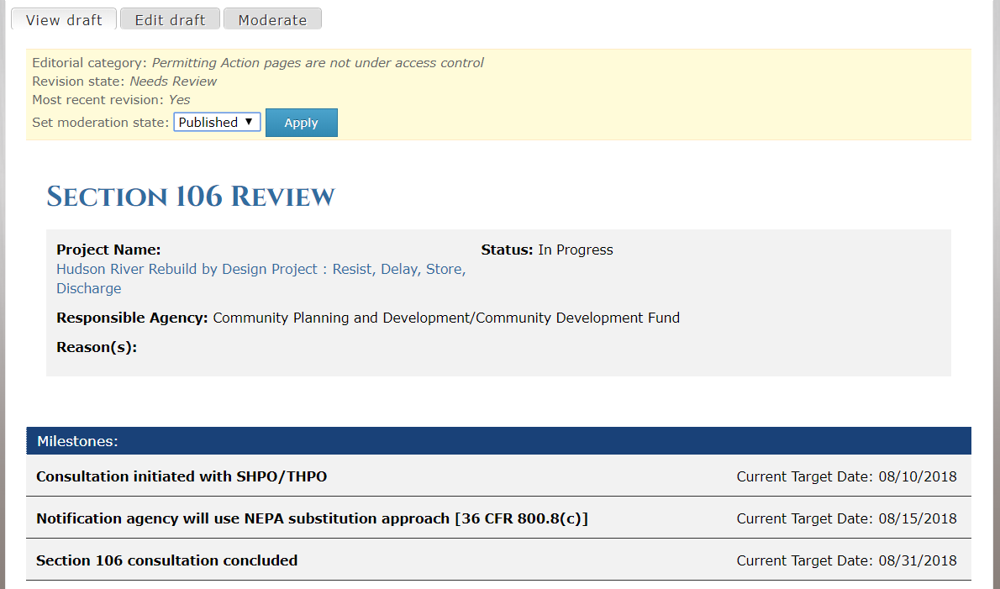 View draft Edit draft Moderate
Editorial category: Permitting Action pages are not under access control
Revision state: Needs Review
Most recent revision: Yes
Set moderation state: Published ▼ Apply
Section 106 Review
Project Name: Status: In Progress
Hudson River Rebuild by Design Project : Resist, Delay, Store,
Discharge
Responsible Agency: Community Planning and Development/Community Development Fund
Reason(s):
Milestones:
Consultation initiated with SHPO/THPO Current Target Date: 08/10/2018
Notification agency will use NEPA substitution approach [36 CFR 800.8(c)] Current Target Date: 08/15/2018
Section 106 consultation concluded Current Target Date: 08/31/2018